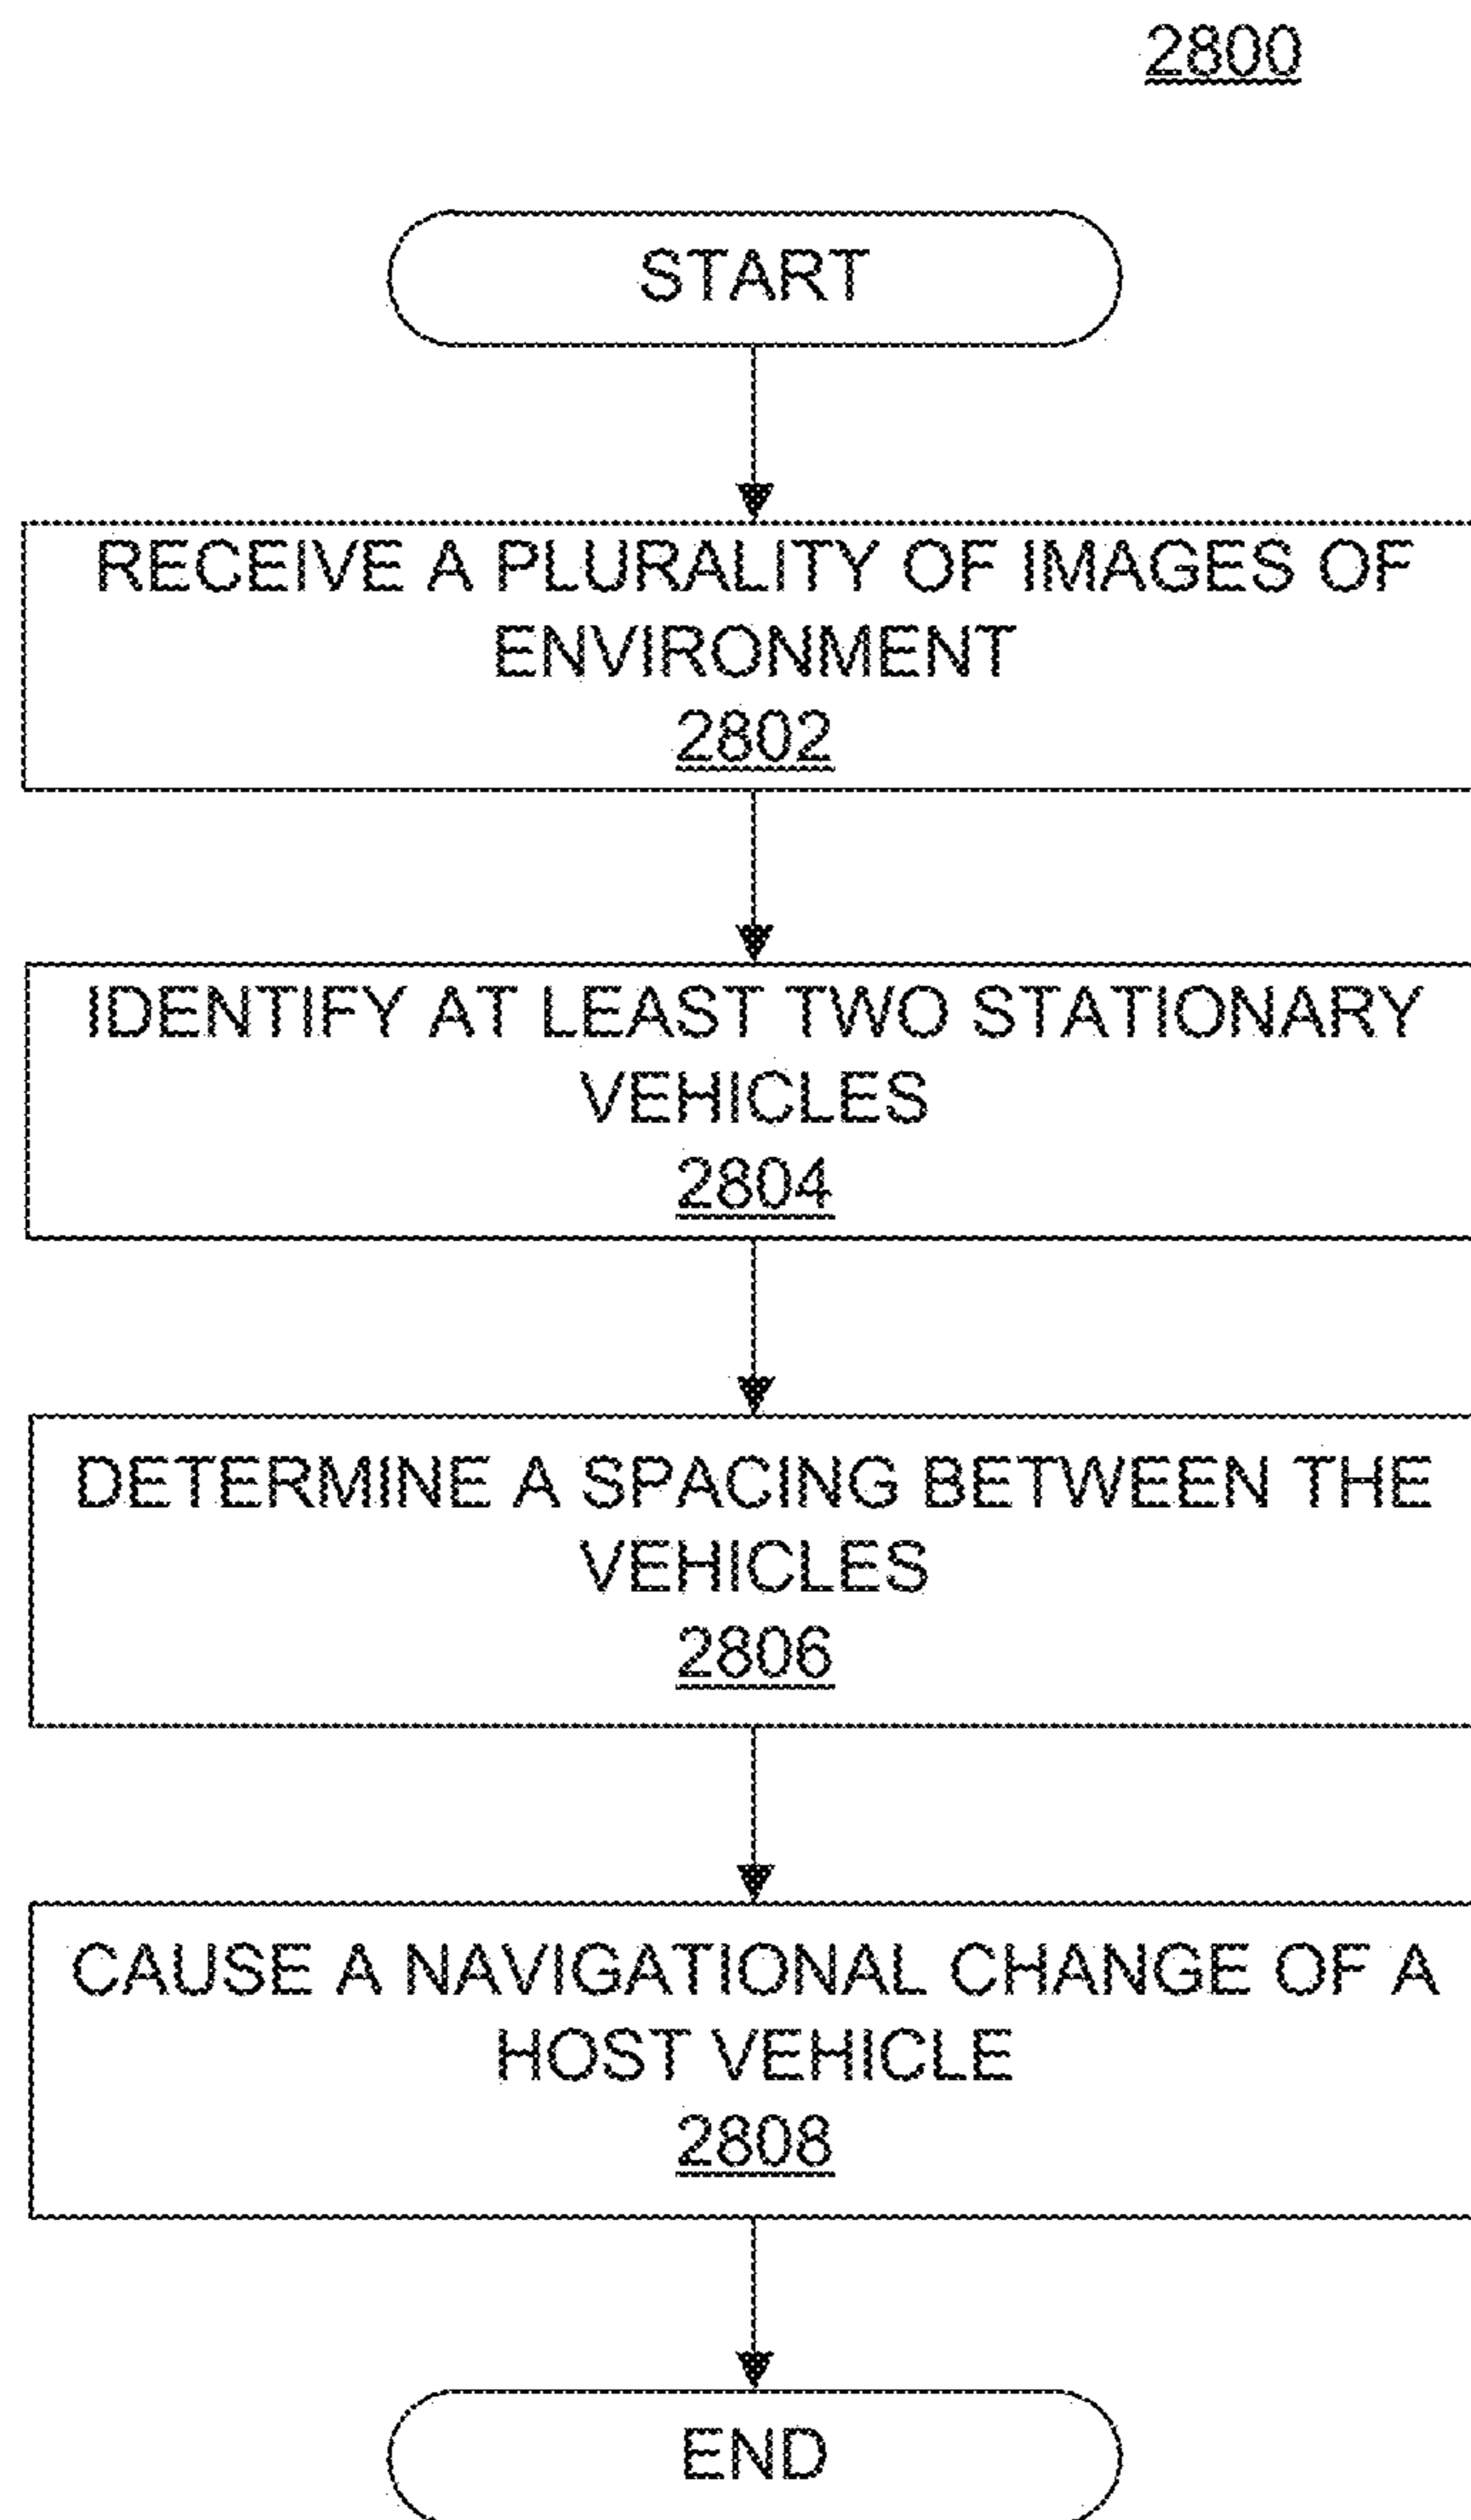 2800
START
RECEIVE A PLURALITY OF IMAGES OF
ENVIRONMENT
2802
IDENTIFY AT LEAST TWO STATIONARY
VEHICLES
2804
DETERMINE A SPACING BETWEEN THE
VEHICLES
2806
CAUSE A NAVIGATIONAL CHANGE OF A
HOST VEHICLE
2808
END